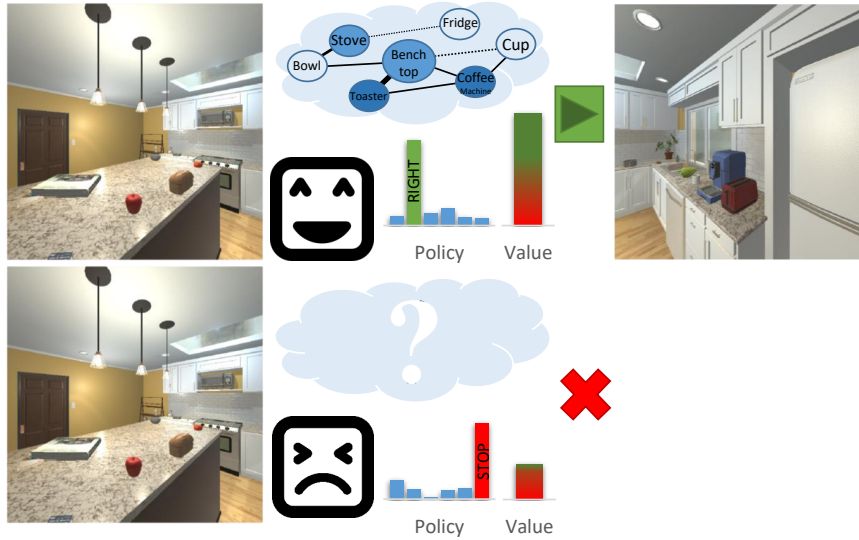 Fridge
Stove
Cup
Bench
top
Bowl
Coffee
Machine
Toaster
RIGHT
Policy
Value
?
STOP
Policy
Value